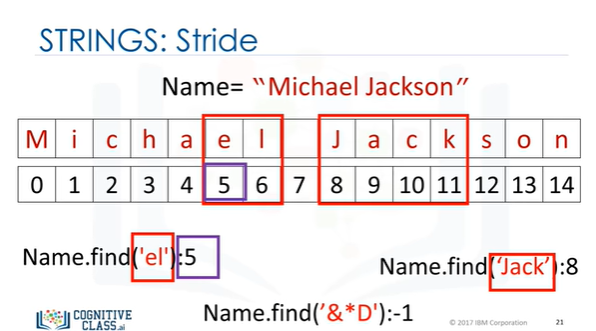 STRINGS: Stride
Name= “Michael Jackson”
M i c h a e l J a c k s o n
0 1 2 3 4 5 6 7 8 9 10 11 12 13 14
Name.find('el'):5
Name.find(‘Jack’):8
Name.find(’&*D'):-1
COGNITIVE
CLASS.ai
© 2017 IBM Corporation 21